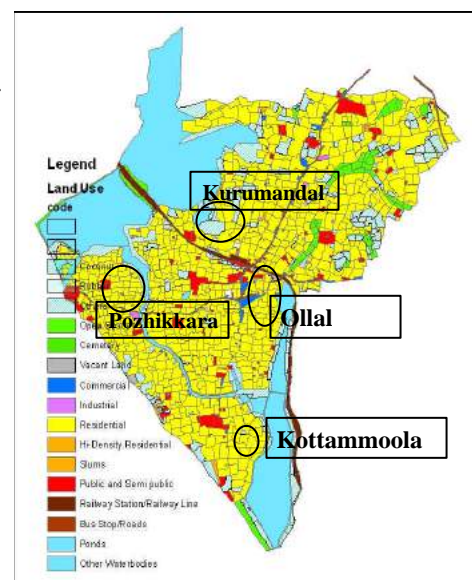 Legend
Land Use
code
Coconut
Open
Cemetery
Vacant Land
Commercial
Industrial
Residential
Hi-Density Residential
Slums
Public and Semi public
Railway Station/Railway Line
Bus Stop/Roads
Ponds
Other Waterbodies
Kurumandal
Pozhikkara
Ollal
Kottammoola